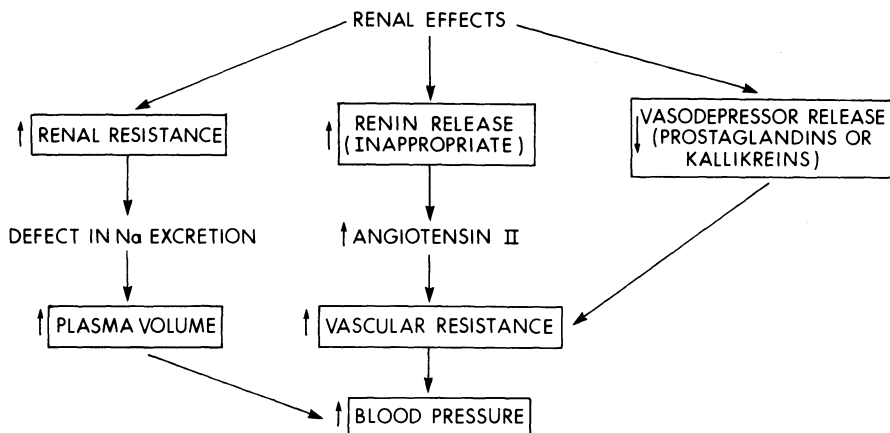 RENAL EFFECTS
↑ RENAL RESISTANCE
↑ RENIN RELEASE
(INAPPROPRIATE)
↓ VASODEPRESSOR RELEASE
(PROSTAGLANDINS OR
KALLIKREINS)
DEFECT IN Na EXCRETION
↑ ANGIOTENSIN II
↑ PLASMA VOLUME
↑ VASCULAR RESISTANCE
↑ BLOOD PRESSURE